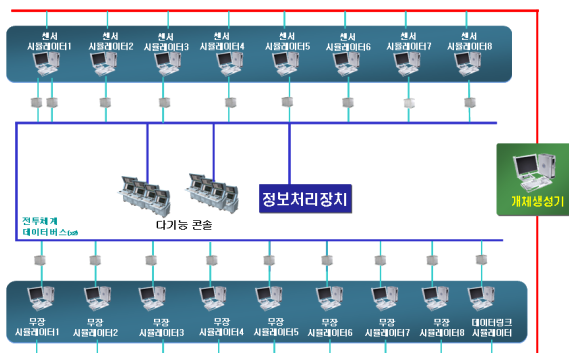 센서 센서 센서 센서 센서 센서 센서 센서
시뮬레이터1 시뮬레이터2 시뮬레이터3 시뮬레이터4 시뮬레이터5 시뮬레이터6 시뮬레이터7 시뮬레이터8
개체생성기
정보처리장치
다기능 콘솔
전투체계
데이터버스
무장 무장 무장 무장 무장 무장 무장 무장 데이터링크
시뮬레이터1 시뮬레이터2 시뮬레이터3 시뮬레이터4 시뮬레이터5 시뮬레이터6 시뮬레이터7 시뮬레이터8 시뮬레이터